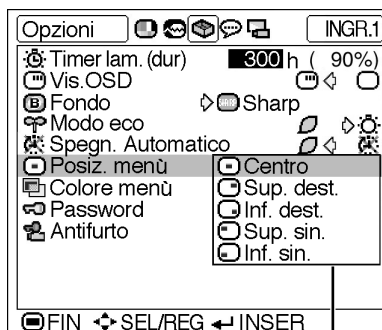 Opzioni INGR.1
Timer lam. (dur) 300 h ( 90%)
Vis.OSD
Fondo Sharp
Modo eco
Spegn. Automatico
Posiz. menù Centro
Colore menù Sup. dest.
Password Inf. dest.
Antifurto Sup. sin.
Inf. sin.
FIN SEL/REG INSER